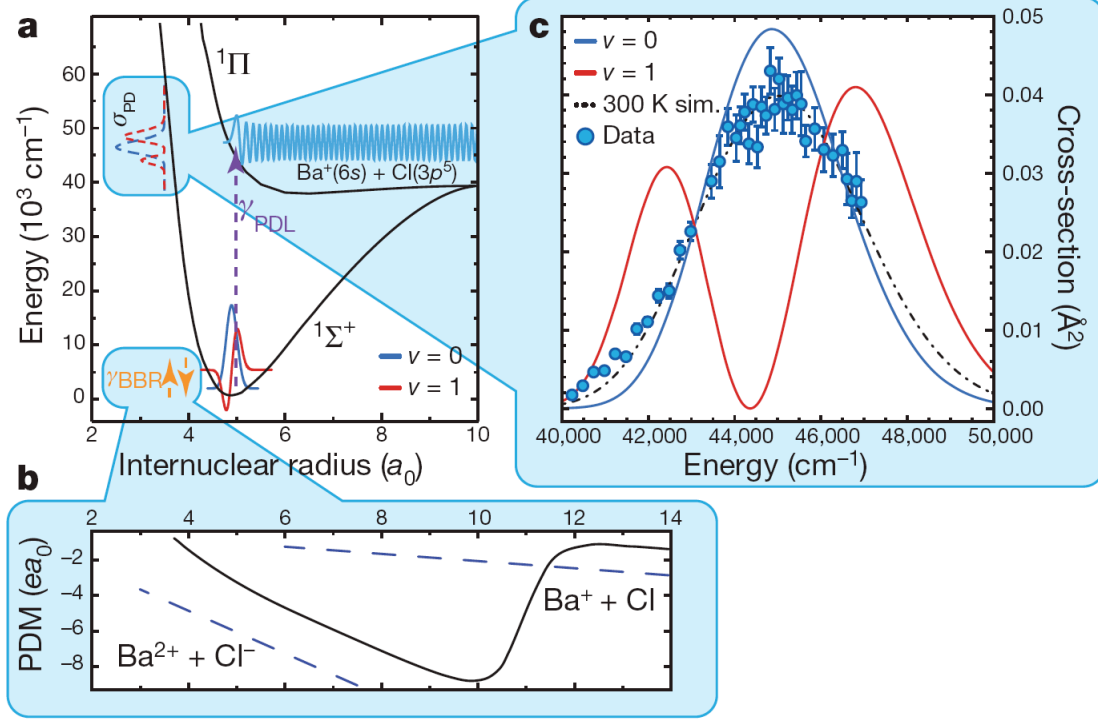 a
Energy (10³ cm⁻¹)
60
50
40
30
20
10
0
σPD
¹Π
Ba⁺(6s) + Cl(3p⁵)
γPDL
¹Σ⁺
γBBR
v = 0
v = 1
2 4 6 8 10
Internuclear radius (a₀)
b
2 4 6 8 10 12 14
PDM (ea₀)
−2
−4
−6
−8
Ba²⁺ + Cl⁻
Ba⁺ + Cl
c
v = 0
v = 1
300 K sim.
Data
0.05
0.04
0.03
0.02
0.01
0.00
Cross-section (Å²)
40,000 42,000 44,000 46,000 48,000 50,000
Energy (cm⁻¹)